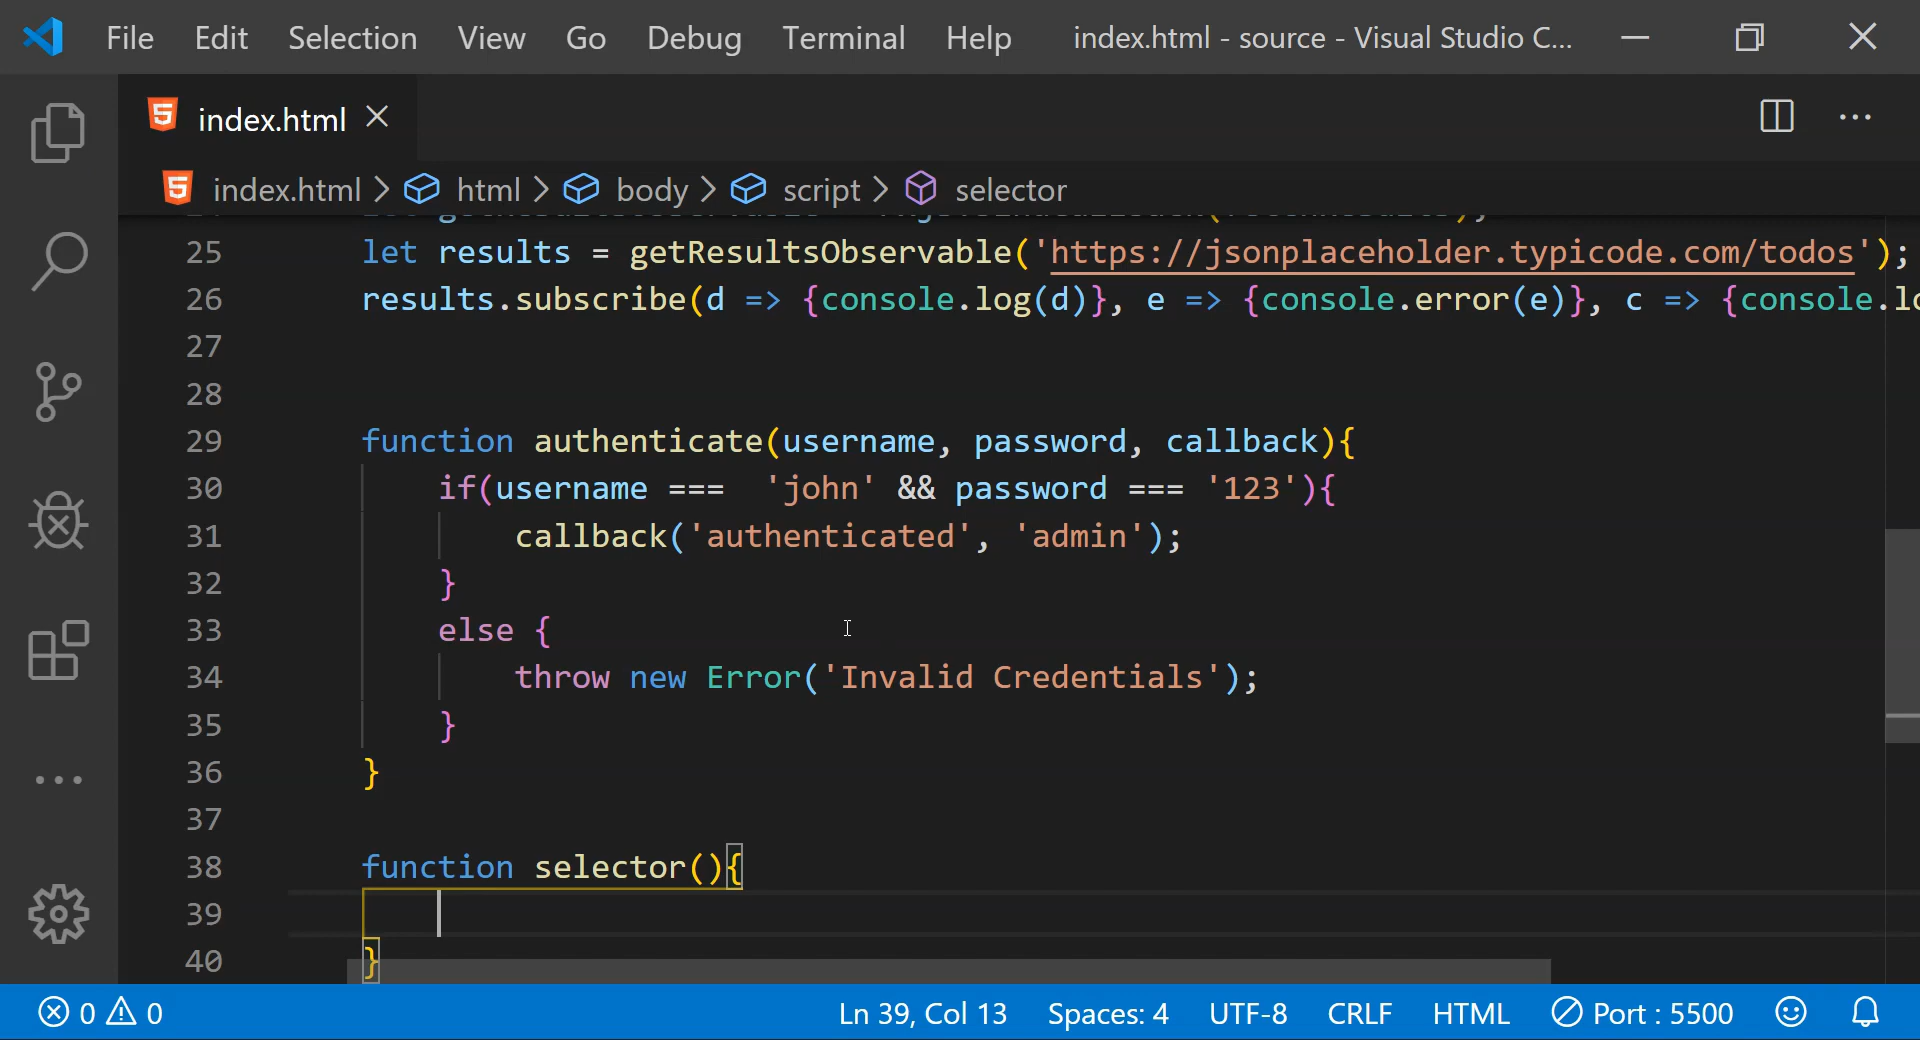 File Edit Selection View Go Debug Terminal Help index.html - source - Visual Studio C...
index.html
index.html > html > body > script > selector
25 let results = getResultsObservable('https://jsonplaceholder.typicode.com/todos');
26 results.subscribe(d => {console.log(d)}, e => {console.error(e)}, c => {console.lo
27
28
29 function authenticate(username, password, callback){
30 if(username === 'john' && password === '123'){
31 callback('authenticated', 'admin');
32 }
33 else {
34 throw new Error('Invalid Credentials');
35 }
36 }
37
38 function selector(){
39
40 }
0 0 Ln 39, Col 13 Spaces: 4 UTF-8 CRLF HTML Port : 5500